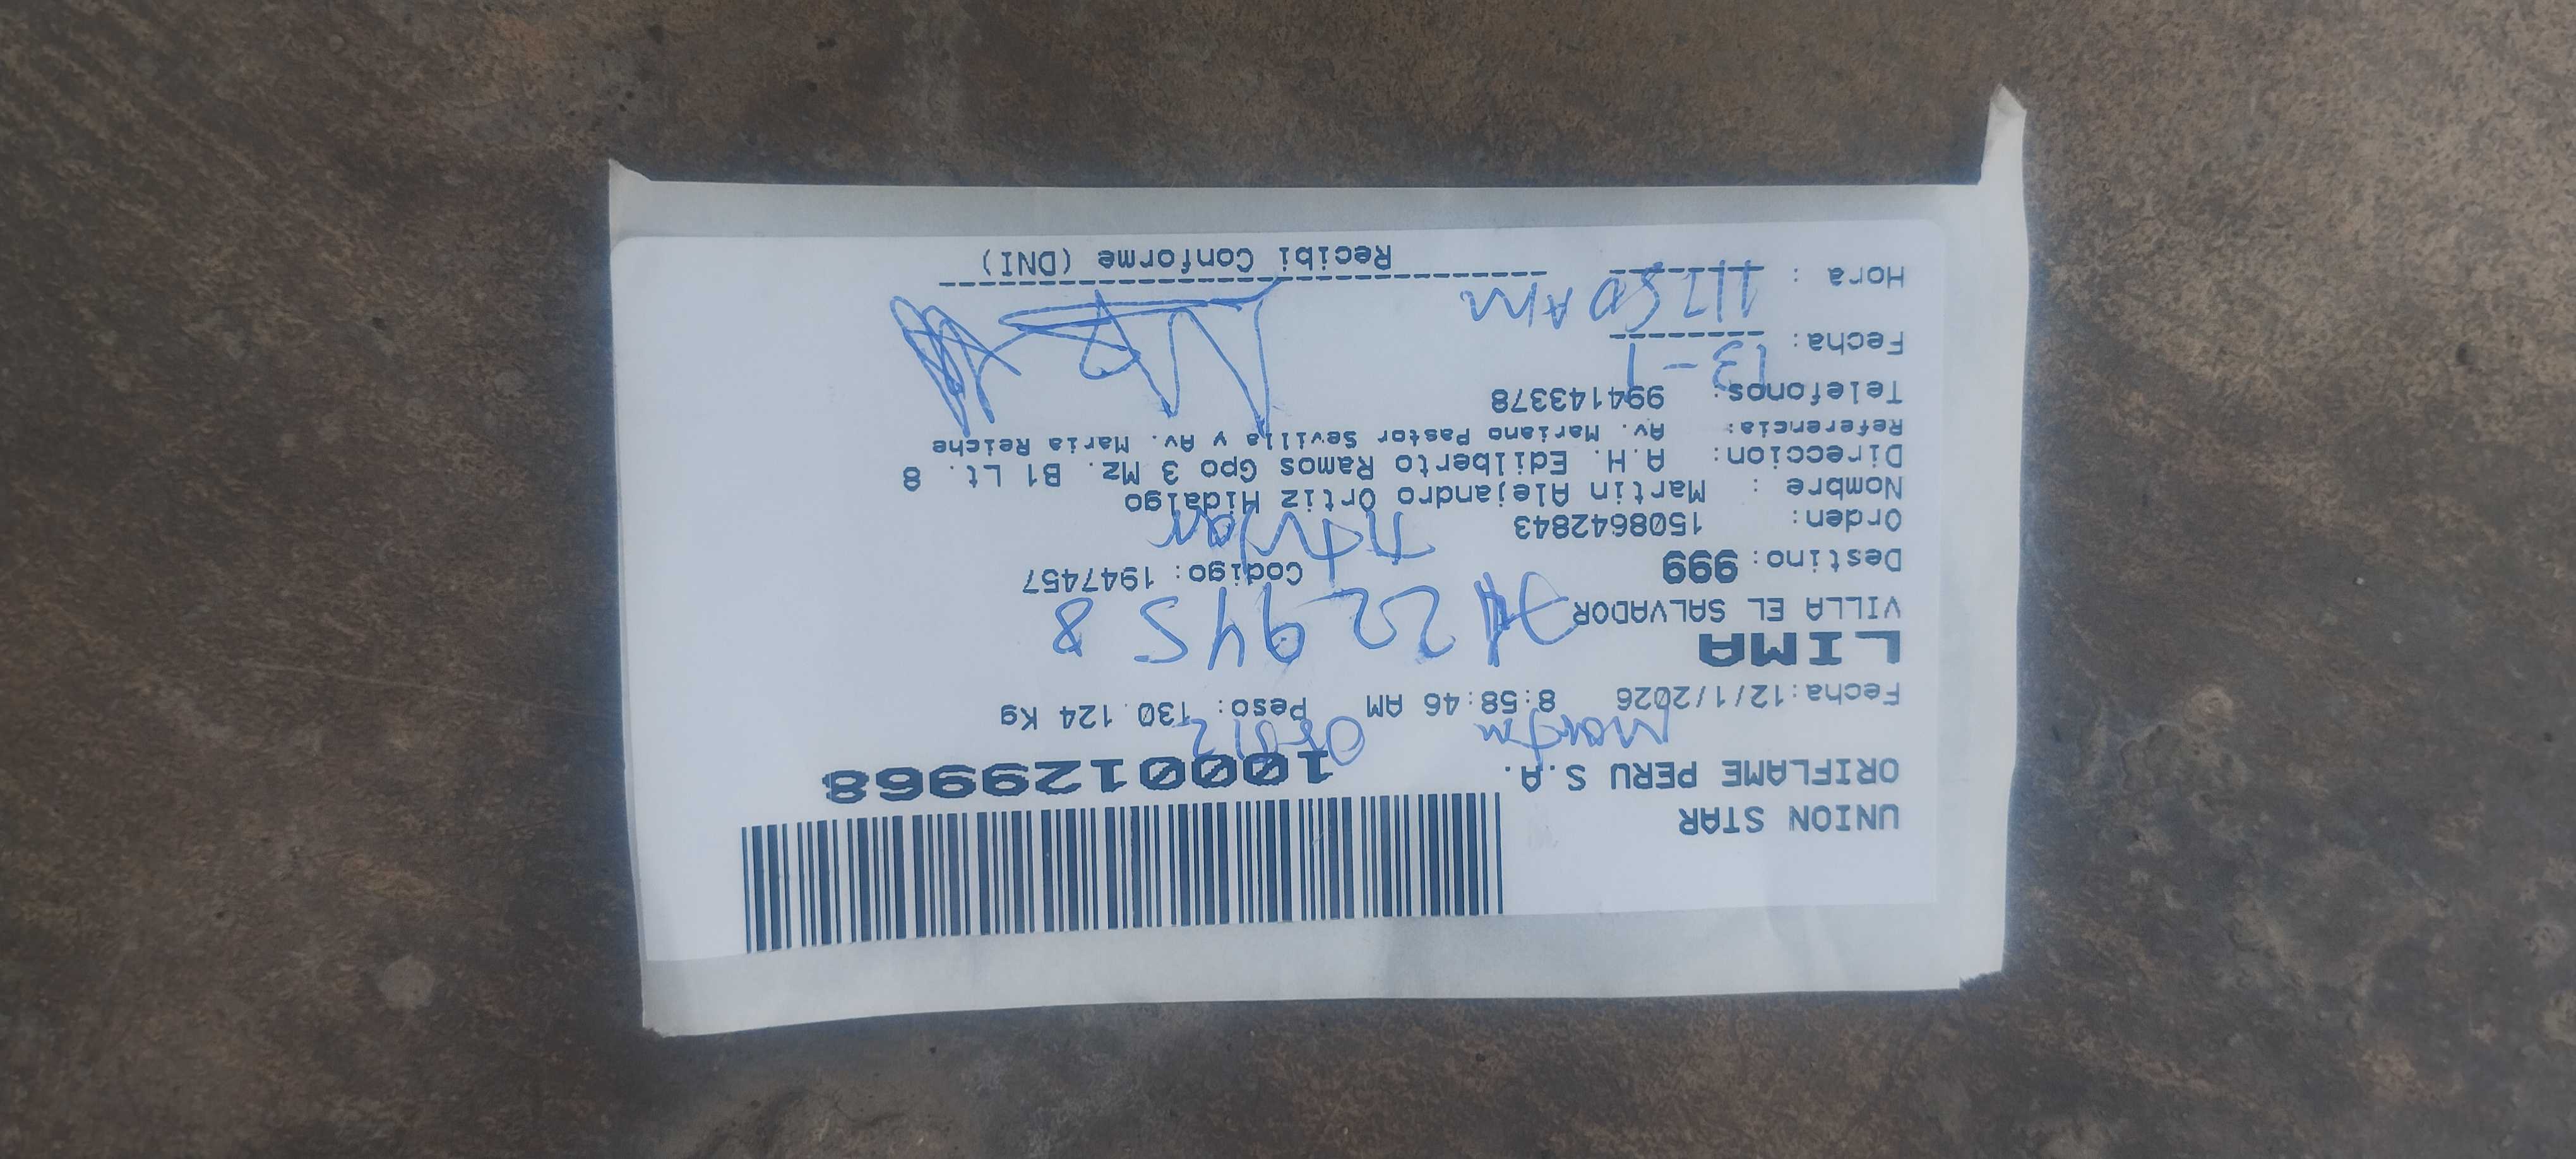 UNION STAR
ORIFLAME PERU S.A.
1000129968
Martin Ortiz
Fecha: 12/1/2026 8:58:46 AM Peso: 130.124 Kg
LIMA
VILLA EL SALVADOR
Destino: 999 Codigo: 1947457
Titular
Orden: 1508642843
Nombre : Martin Alejandro Ortiz Hidalgo
Direccion: A.H. Edilberto Ramos Gpo 3 Mz. B1 Lt. 8
Referencia: Av. Mariano Pastor Sevilla y Av. Maria Reiche
Telefonos: 994143378
Fecha: 13-1
Hora : 11:50 AM
Recibi Conforme (DNI)